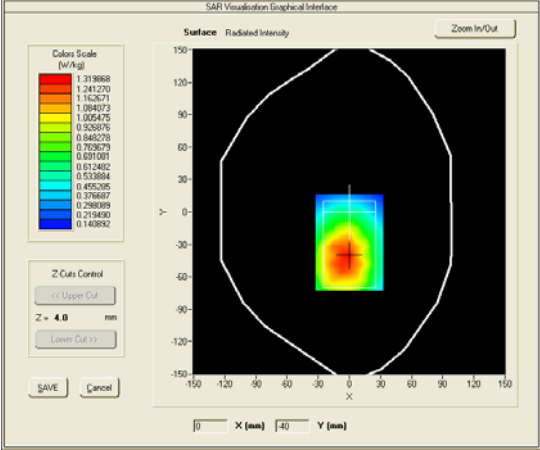 SAR Visualisation Graphical Interface
Surface Radiated Intensity
Zoom In/Out
Colors Scale
(W/kg)
1.319868
1.241270
1.162671
1.084073
1.005475
0.926876
0.848278
0.769679
0.691081
0.612482
0.533884
0.455285
0.376687
0.298089
0.219490
0.140892
Z-Cuts Control
<< Upper Cut
Z = 4.0 mm
Lower Cut >>
SAVE Cancel
150
120
90
60
30
0
-30
-60
-90
-120
-150
Y
-150 -120 -90 -60 -30 0 30 60 90 120 150
X
0 X (mm) -40 Y (mm)